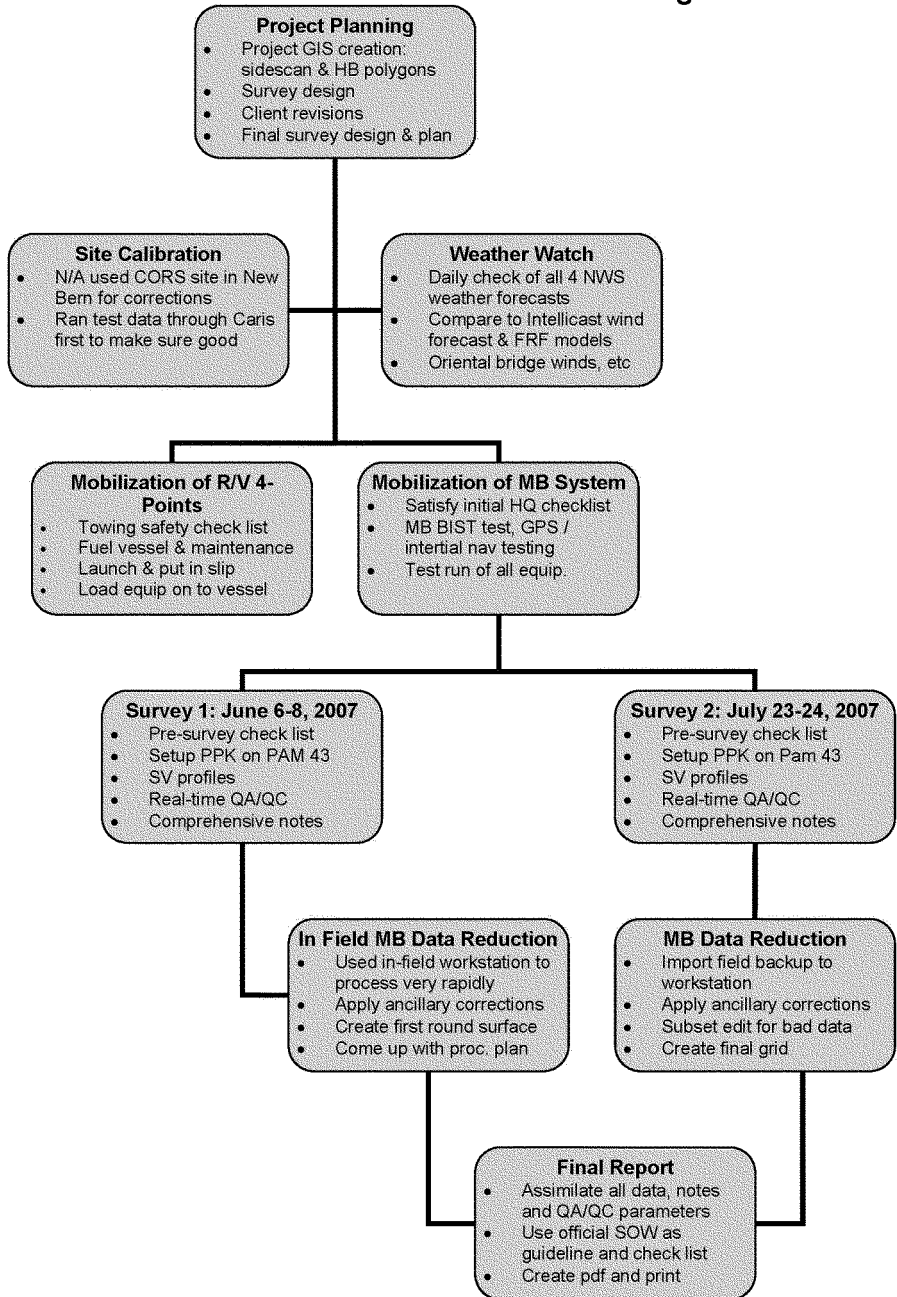 Project Planning
• Project GIS creation:
sidescan & HB polygons
• Survey design
• Client revisions
• Final survey design & plan
Site Calibration
• N/A used CORS site in New
Bern for corrections
• Ran test data through Caris
first to make sure good
Weather Watch
• Daily check of all 4 NWS
weather forecasts
• Compare to Intellicast wind
forecast & FRF models
• Oriental bridge winds, etc
Mobilization of R/V 4-
Points
• Towing safety check list
• Fuel vessel & maintenance
• Launch & put in slip
• Load equip on to vessel
Mobilization of MB System
• Satisfy initial HQ checklist
• MB BIST test, GPS /
intertial nav testing
• Test run of all equip.
Survey 1: June 6-8, 2007
• Pre-survey check list
• Setup PPK on PAM 43
• SV profiles
• Real-time QA/QC
• Comprehensive notes
Survey 2: July 23-24, 2007
• Pre-survey check list
• Setup PPK on Pam 43
• SV profiles
• Real-time QA/QC
• Comprehensive notes
In Field MB Data Reduction
• Used in-field workstation to
process very rapidly
• Apply ancillary corrections
• Create first round surface
• Come up with proc. plan
MB Data Reduction
• Import field backup to
workstation
• Apply ancillary corrections
• Subset edit for bad data
• Create final grid
Final Report
• Assimilate all data, notes
and QA/QC parameters
• Use official SOW as
guideline and check list
• Create pdf and print